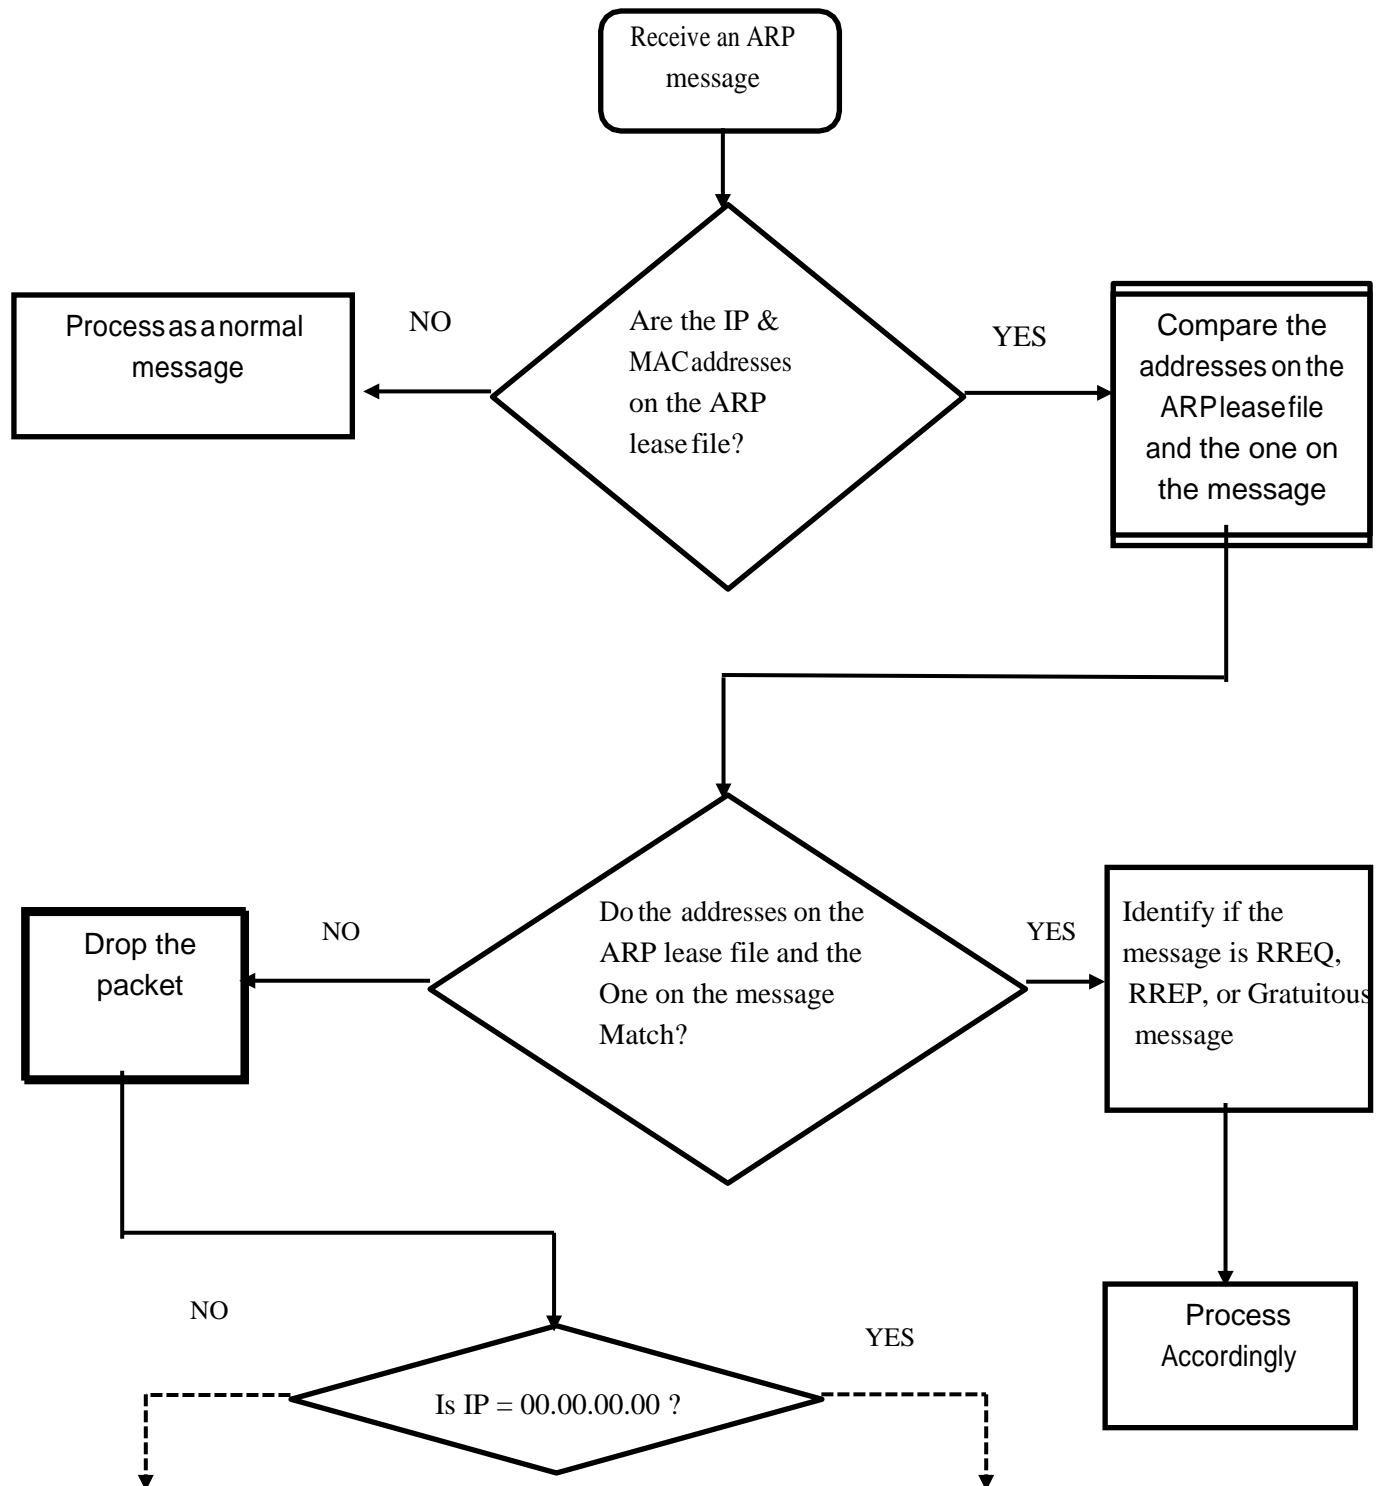 Receive an ARP
message
NO
YES
Process as a normal
message
Are the IP &
MAC addresses
on the ARP
lease file?
Compare the
addresses on the
ARP lease file
and the one on
the message
NO
YES
Drop the
packet
Do the addresses on the
ARP lease file and the
One on the message
Match?
Identify if the
message is RREQ,
RREP, or Gratuitous
message
NO
YES
Is IP = 00.00.00.00 ?
Process
Accordingly